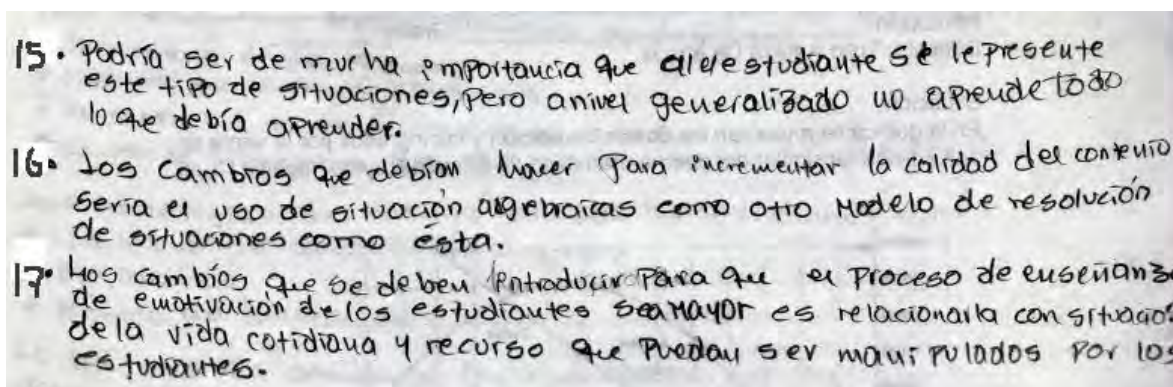 15. Podría ser de mucha importancia que al el estudiante se le presente
este tipo de situaciones, pero a nivel generalizado no aprende todo
lo que debía aprender.
16. Los cambios que debían hacer para incrementar la calidad del contenio
sería el uso de situación algebraicas como otro modelo de resolución
de situaciones como ésta.
17. Los cambios que se deben introducir para que el proceso de enseñanza
de emotivación de los estudiantes sea mayor es relacionarla con situacio
de la vida cotidiana y recurso que puedan ser manipulados por los
estudiantes.